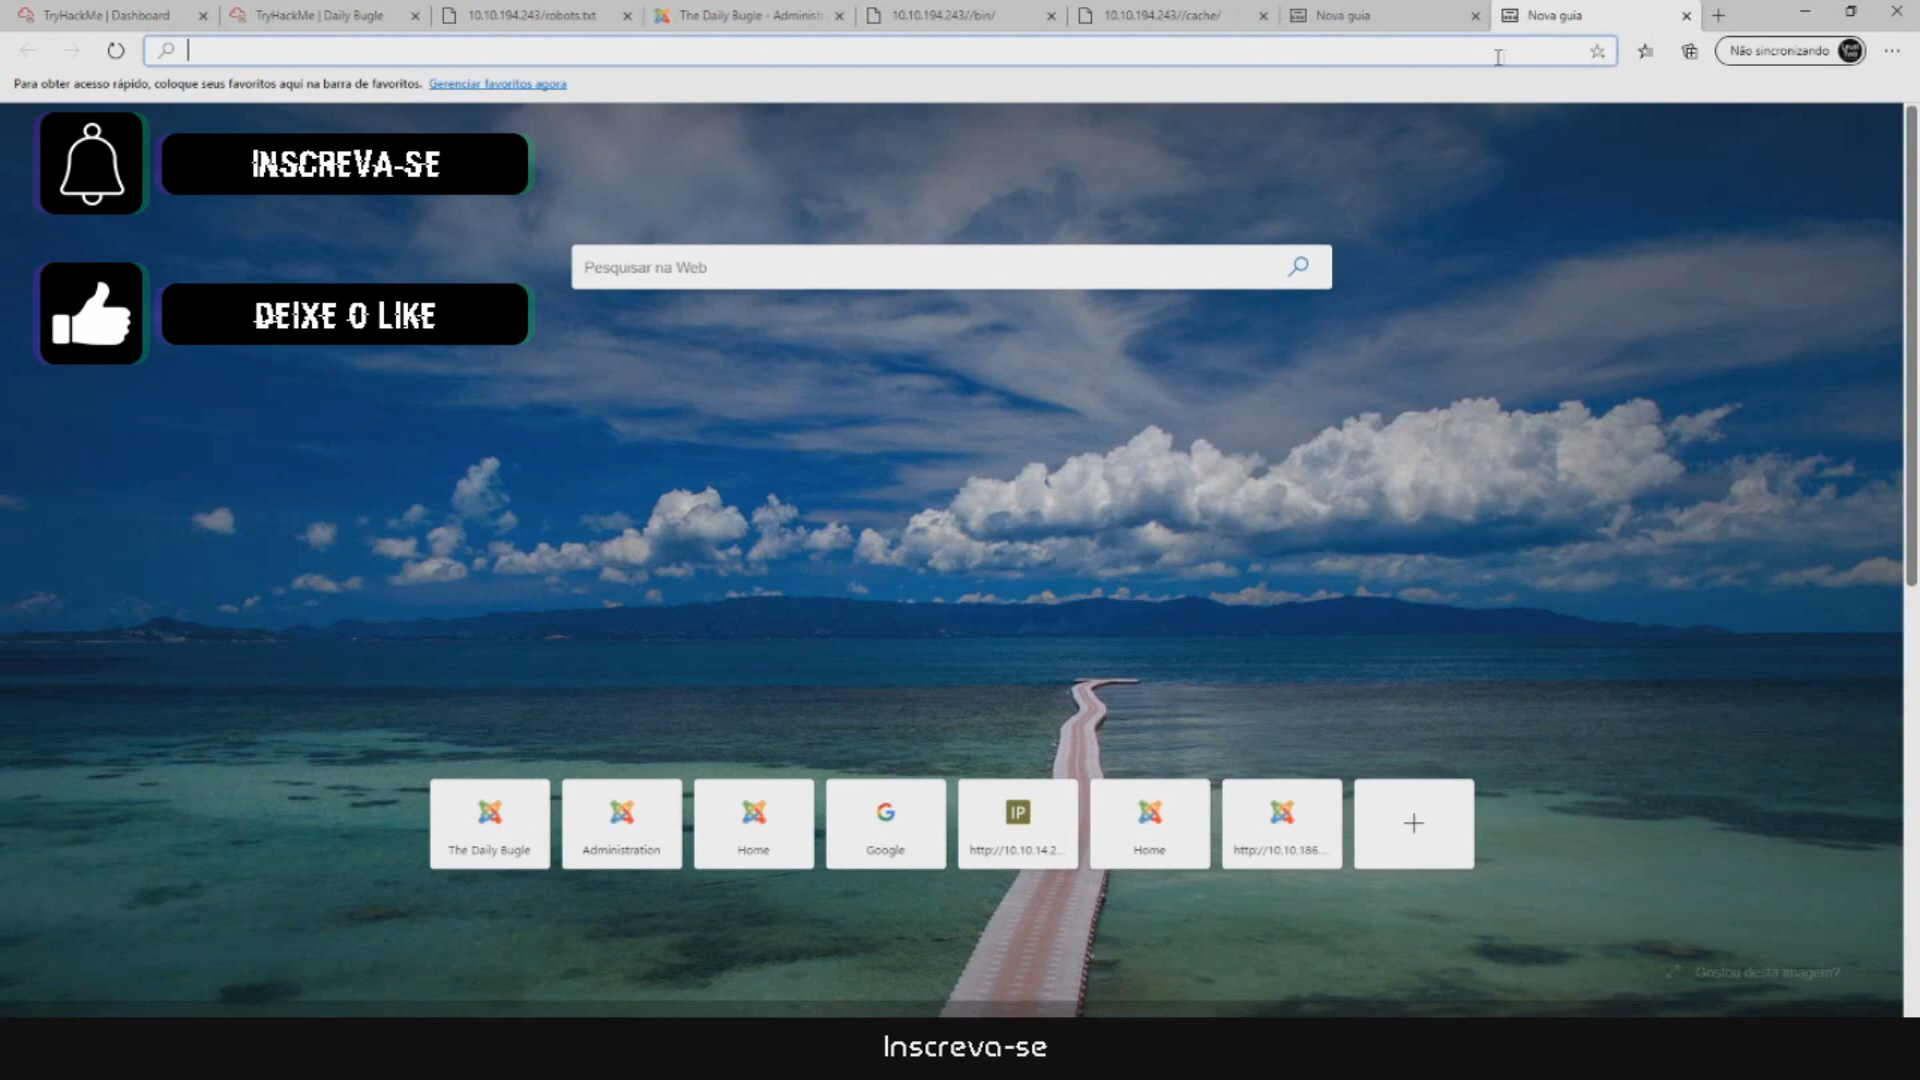 TryHackMe | Dashboard
TryHackMe | Daily Bugle
10.10.194.243/robots.txt
The Daily Bugle - Administr
10.10.194.243//bin/
10.10.194.243//cache/
Nova guia
Nova guia
Não sincronizando
Para obter acesso rápido, coloque seus favoritos aqui na barra de favoritos. Gerenciar favoritos agora
INSCREVA-SE
DEIXE O LIKE
Pesquisar na Web
The Daily Bugle
Administration
Home
Google
IP
http://10.10.14.2...
Home
http://10.10.186....
Gostou desta imagem?
Inscreva-se